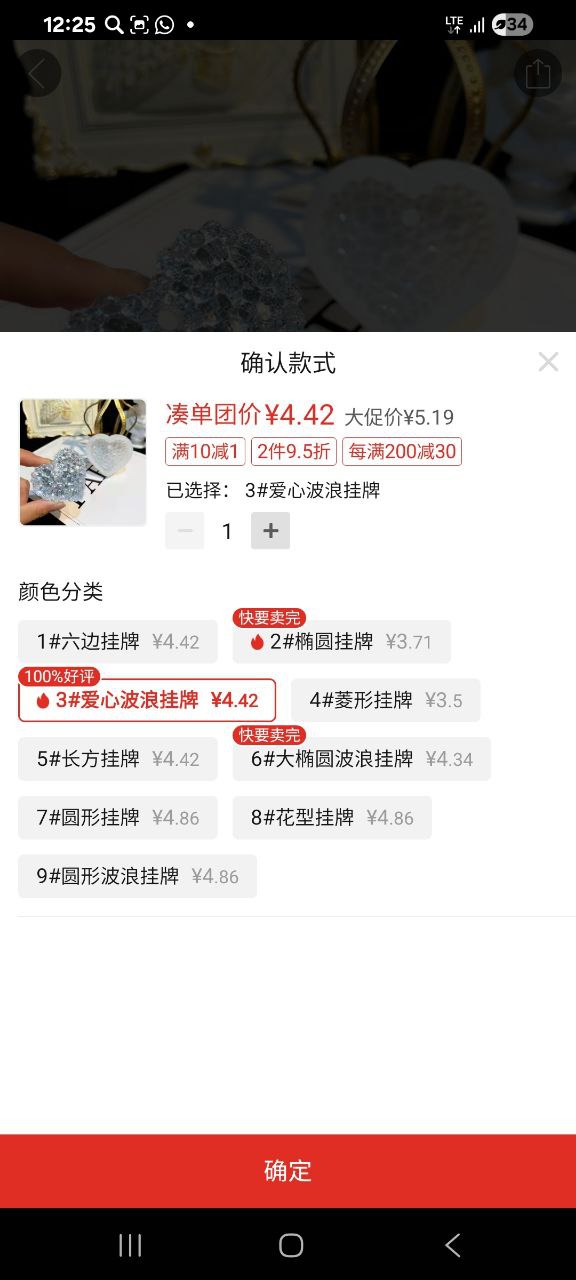 12:25 LTE 34
确认款式
凑单团价¥4.42 大促价¥5.19
满10减1 2件9.5折 每满200减30
已选择： 3#爱心波浪挂牌
1
颜色分类
快要卖完
1#六边挂牌 ¥4.42 2#椭圆挂牌 ¥3.71
100%好评
3#爱心波浪挂牌 ¥4.42 4#菱形挂牌 ¥3.5
快要卖完
5#长方挂牌 ¥4.42 6#大椭圆波浪挂牌 ¥4.34
7#圆形挂牌 ¥4.86 8#花型挂牌 ¥4.86
9#圆形波浪挂牌 ¥4.86
确定